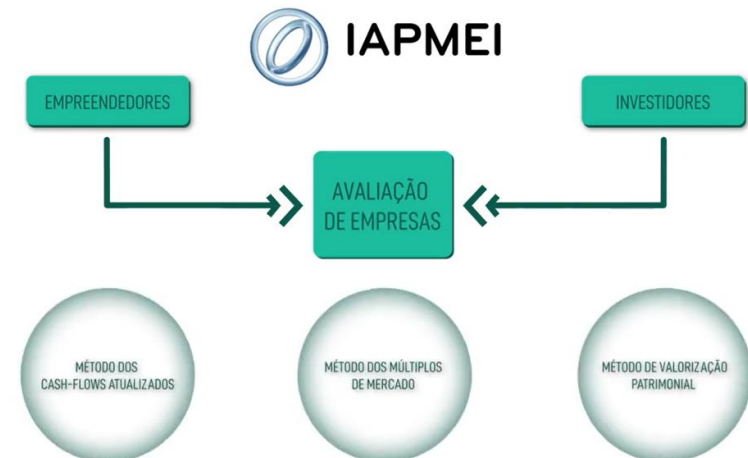 IAPMEI
EMPREENDEDORES
INVESTIDORES
AVALIAÇÃO
DE EMPRESAS
MÉTODO DOS
CASH-FLOWS ATUALIZADOS
MÉTODO DOS MÚLTIPLOS
DE MERCADO
MÉTODO DE VALORIZAÇÃO
PATRIMONIAL